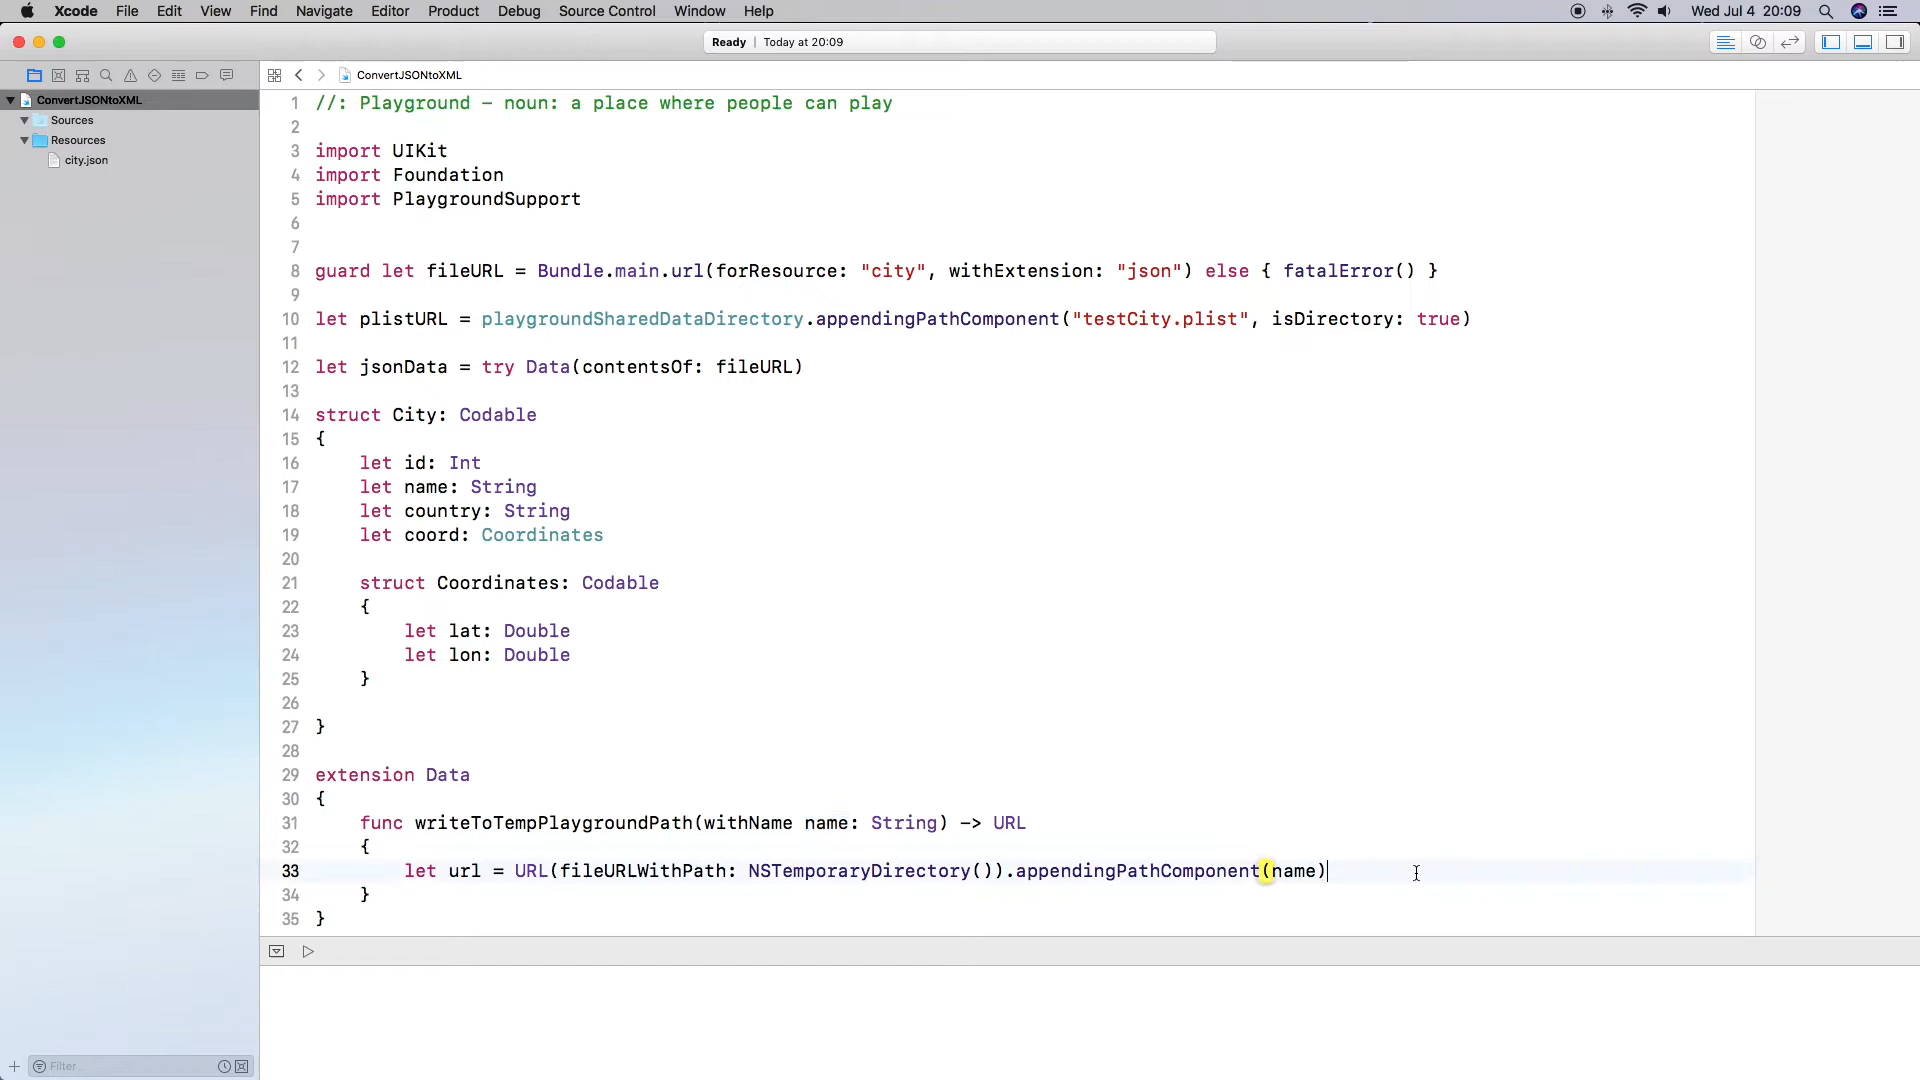 Xcode File Edit View Find Navigate Editor Product Debug Source Control Window Help Wed Jul 4 20:09
Ready | Today at 20:09
ConvertJSONtoXML
ConvertJSONtoXML
Sources
Resources
city.json
1 //: Playground - noun: a place where people can play
2
3 import UIKit
4 import Foundation
5 import PlaygroundSupport
6
7
8 guard let fileURL = Bundle.main.url(forResource: "city", withExtension: "json") else { fatalError() }
9
10 let plistURL = playgroundSharedDataDirectory.appendingPathComponent("testCity.plist", isDirectory: true)
11
12 let jsonData = try Data(contentsOf: fileURL)
13
14 struct City: Codable
15 {
16 let id: Int
17 let name: String
18 let country: String
19 let coord: Coordinates
20
21 struct Coordinates: Codable
22 {
23 let lat: Double
24 let lon: Double
25 }
26
27 }
28
29 extension Data
30 {
31 func writeToTempPlaygroundPath(withName name: String) -> URL
32 {
33 let url = URL(fileURLWithPath: NSTemporaryDirectory()).appendingPathComponent(name)
34 }
35 }
Filter